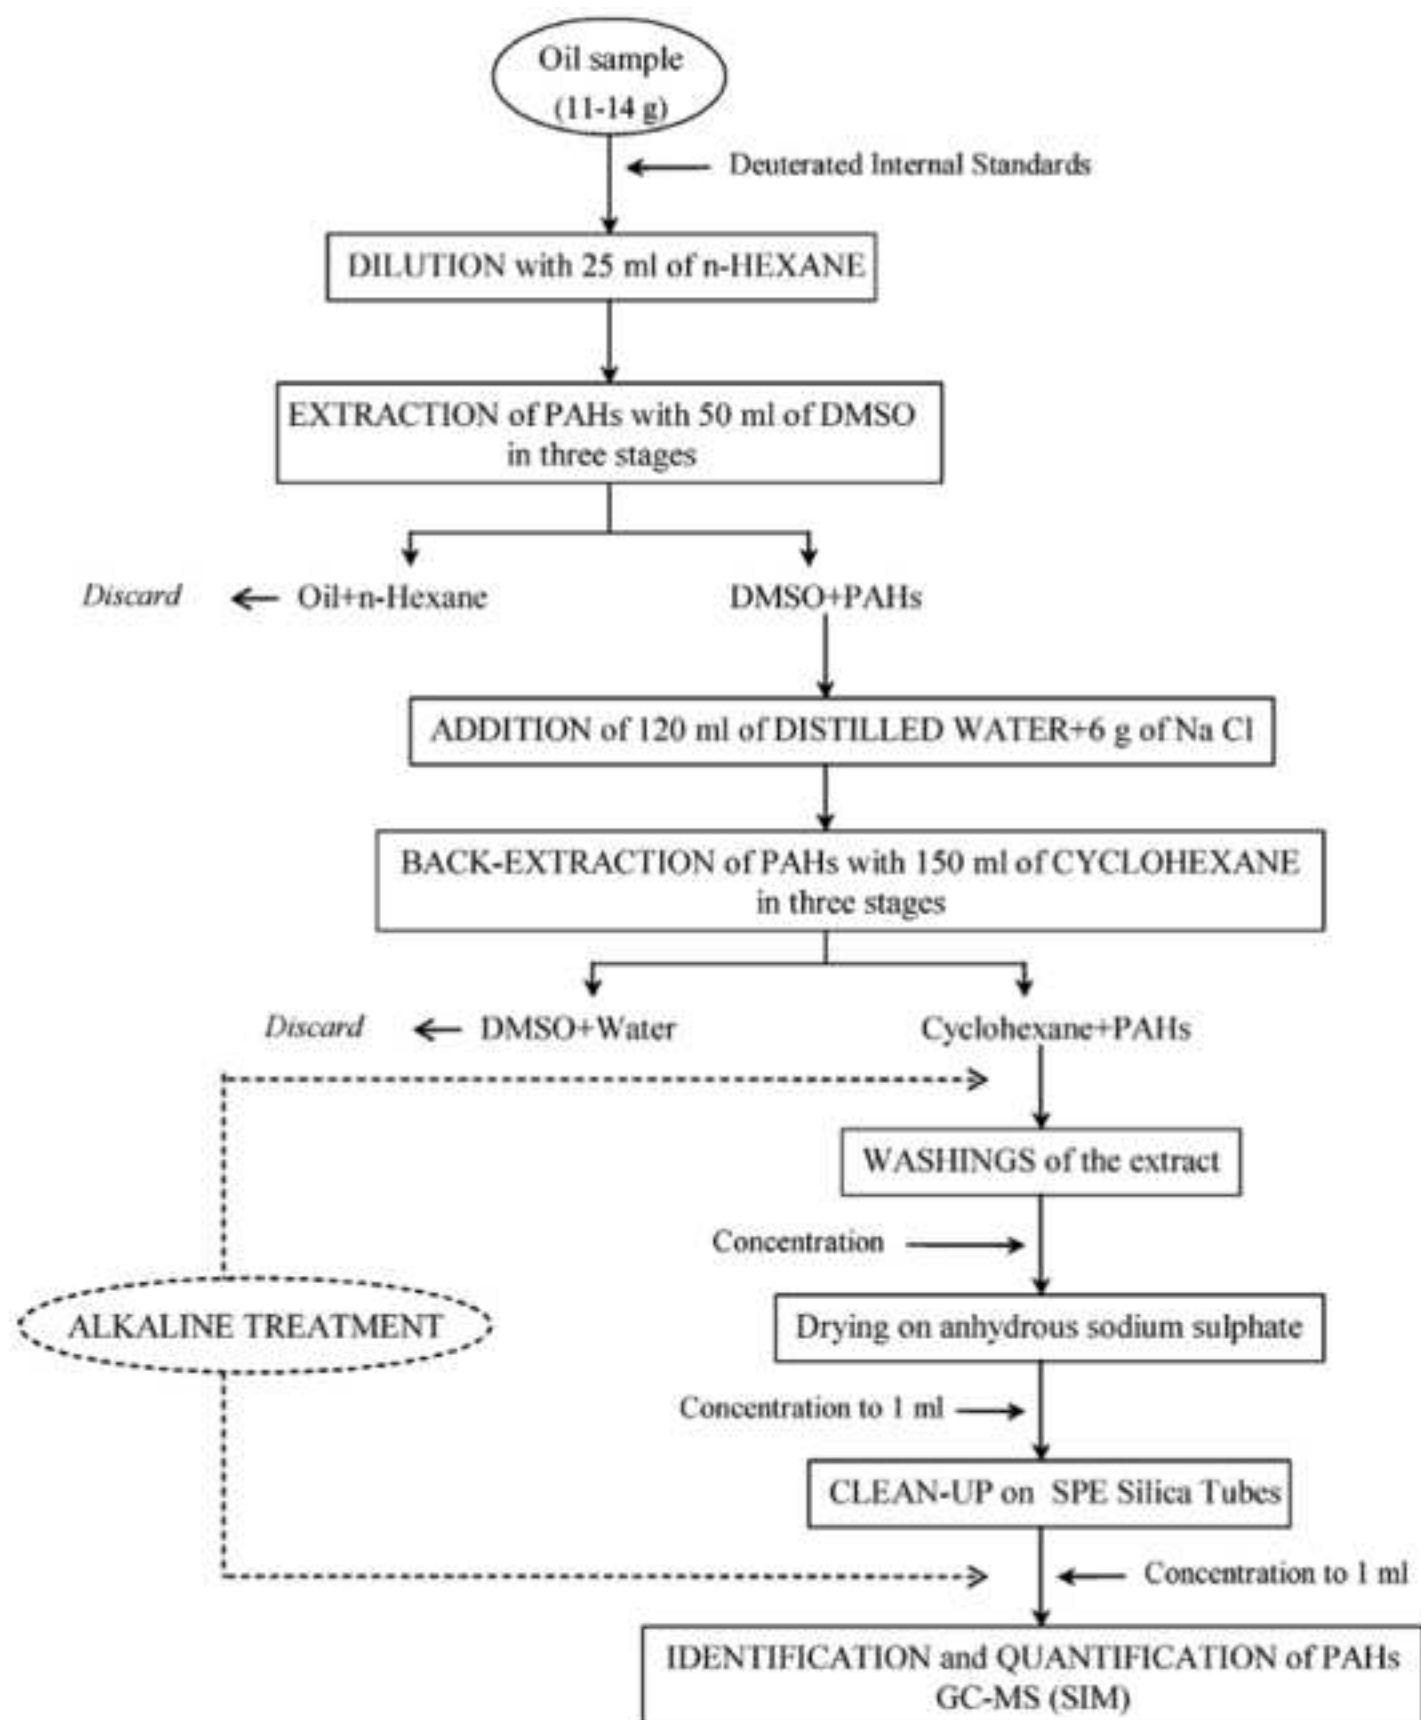 Oil sample
(11-14 g)
Deuterated Internal Standards
DILUTION with 25 ml of n-HEXANE
EXTRACTION of PAHs with 50 ml of DMSO
in three stages
Discard
Oil+n-Hexane
DMSO+PAHs
ADDITION of 120 ml of DISTILLED WATER+6 g of Na Cl
BACK-EXTRACTION of PAHs with 150 ml of CYCLOHEXANE
in three stages
Discard
DMSO+Water
Cyclohexane+PAHs
WASHINGS of the extract
Concentration
ALKALINE TREATMENT
Drying on anhydrous sodium sulphate
Concentration to 1 ml
CLEAN-UP on SPE Silica Tubes
Concentration to 1 ml
IDENTIFICATION and QUANTIFICATION of PAHs
GC-MS (SIM)